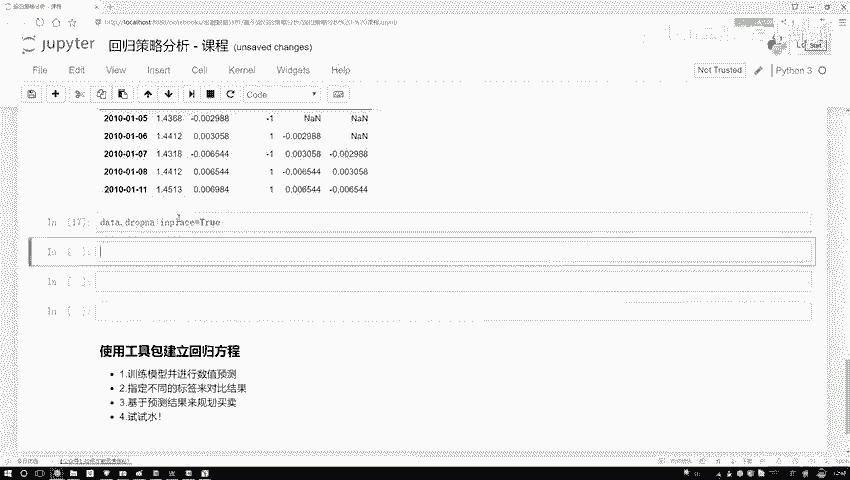 回归策略分析 - 课程
jupyter 回归策略分析 - 课程 (unsaved changes)
File Edit View Insert Cell Kernel Widgets Help
Not Trusted
Python 3
Code
2010-01-05 1.4368 -0.002988 -1 NaN NaN
2010-01-06 1.4412 0.003058 1 -0.002988 NaN
2010-01-07 1.4318 -0.006544 -1 0.003058 -0.002988
2010-01-08 1.4412 0.006544 1 -0.006544 0.003058
2010-01-11 1.4513 0.006984 1 0.006544 -0.006544
In [17]: data.dropna(inplace=True
In [ ]:
In [ ]:
In [ ]:
使用工具包建立回归方程
1.训练模型并进行数值预测
2.指定不同的标签来对比结果
3.基于预测结果来规划买卖
4.试试水!